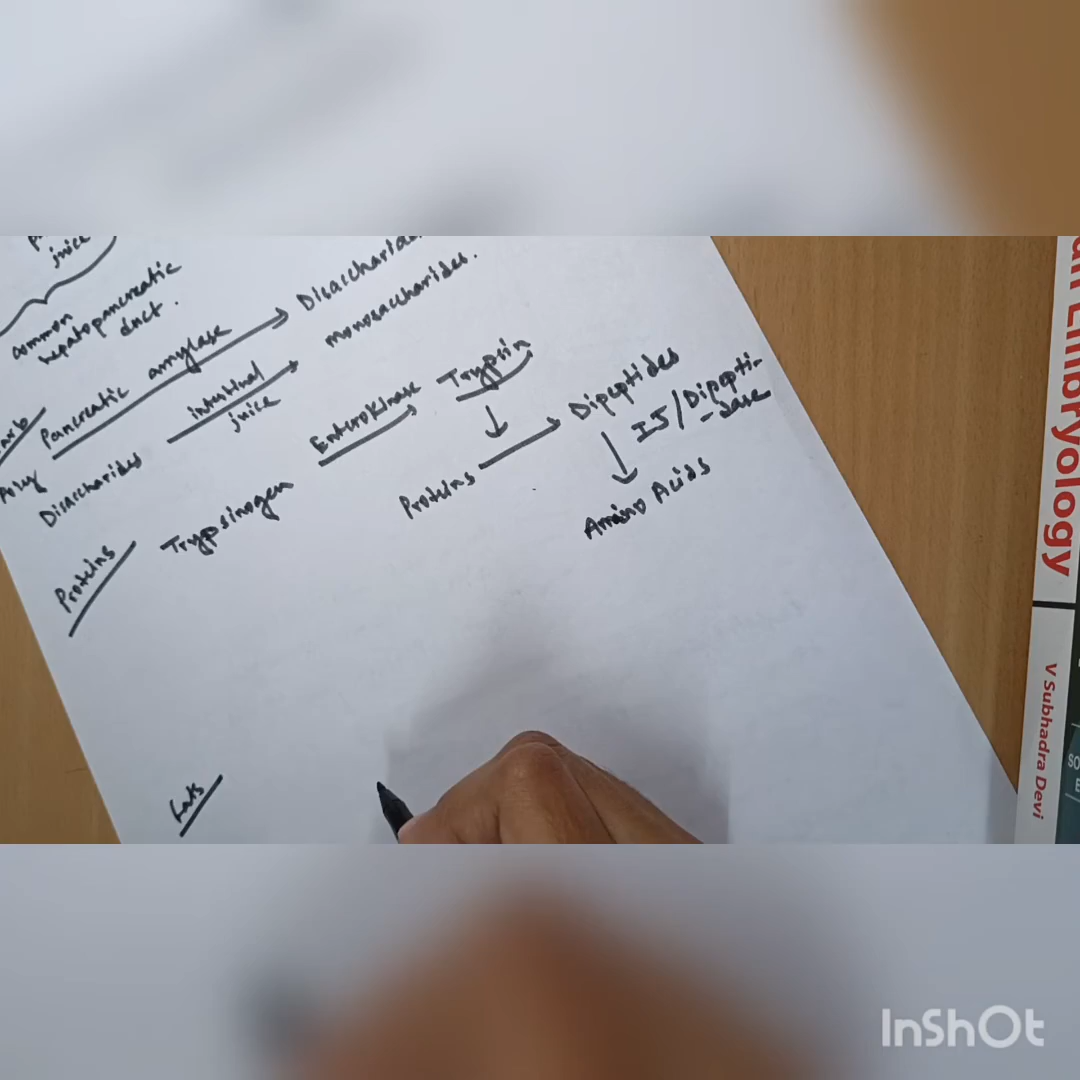 juice
common
hepatopancreatic
duct.
Pancreatic amylase
Disaccharides
intestinal
juice
monosaccharides.
Proteins
Trypsinogen
Enterokinase
Trypsin
Proteins
Dipeptides
IJ/Dipepti-
-dase
Amino Acids
Fats
Embryology
V Subhadra Devi
InShOt